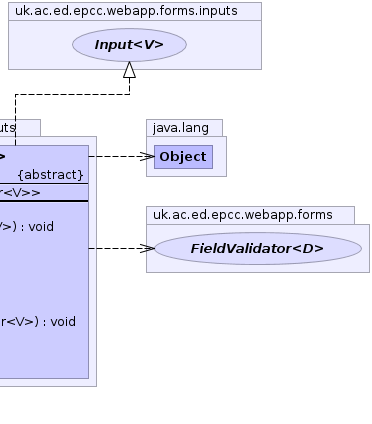 uk.ac.ed.epcc.webapp.forms.inputs
Input<V>
uts
java.lang
>
Object
{abstract}
r<V>>
uk.ac.ed.epcc.webapp.forms
V>) : void
FieldValidator<D>
r<V>) : void